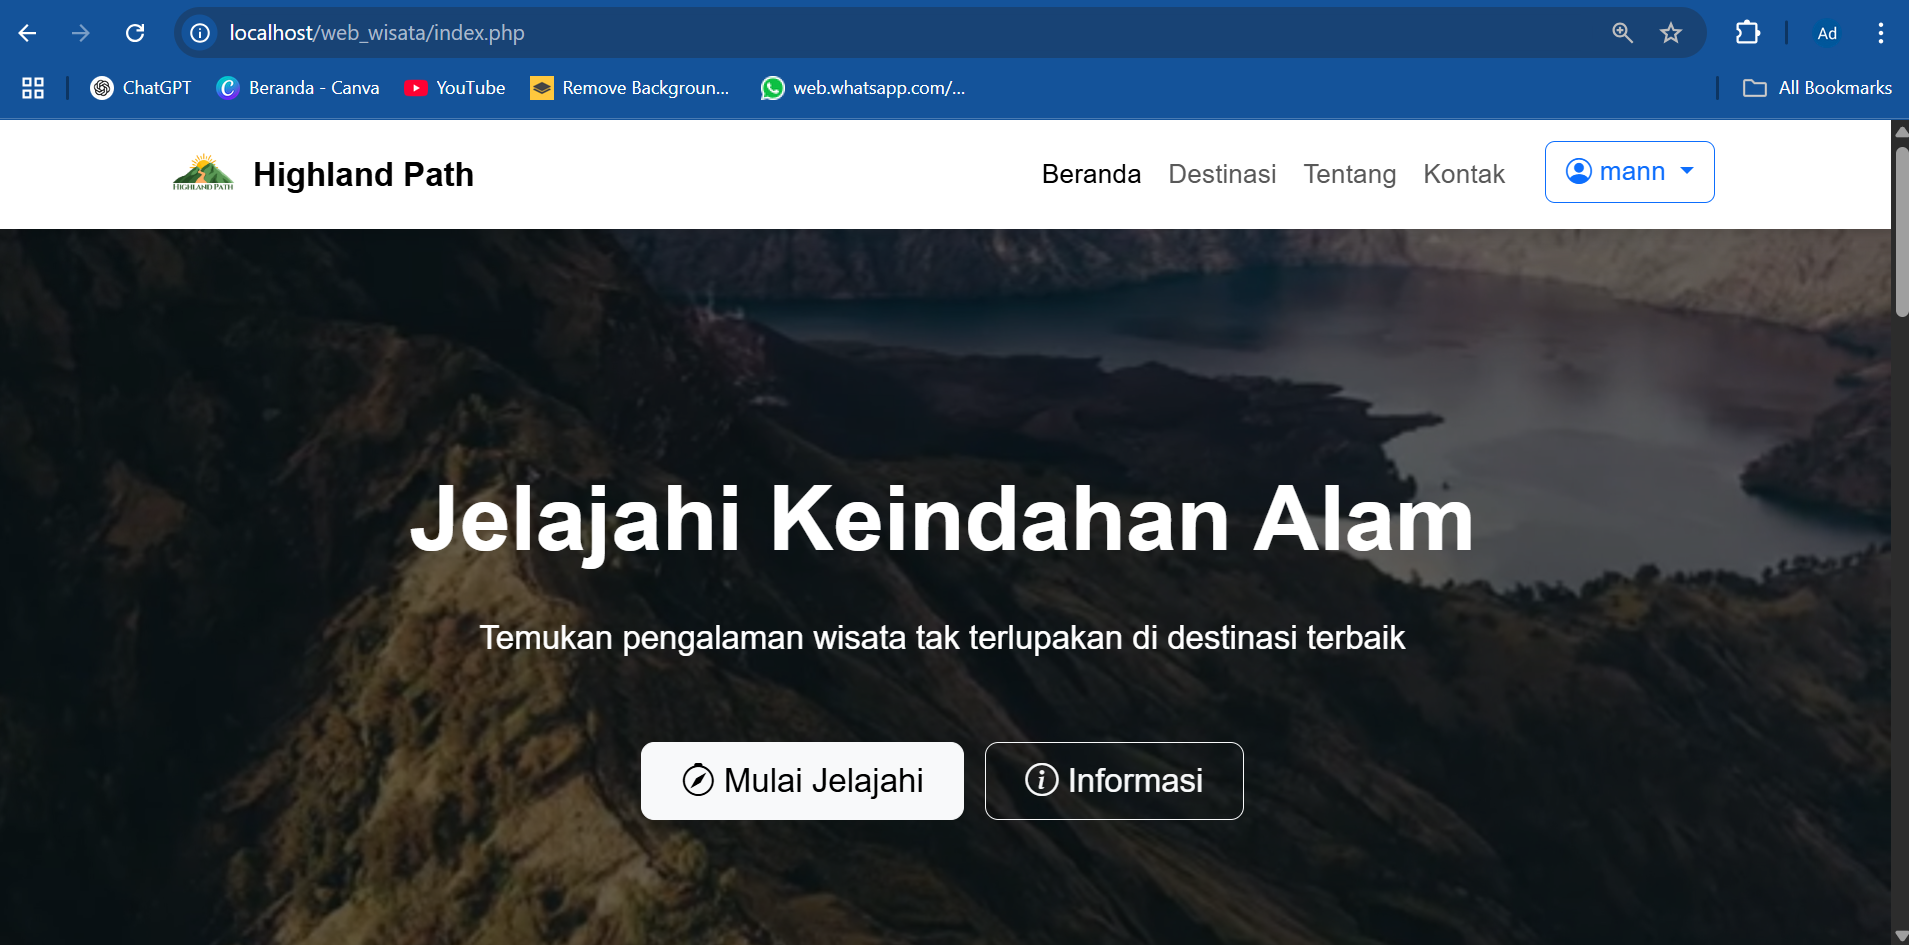 localhost/web_wisata/index.php
Ad
ChatGPT
Beranda - Canva
YouTube
Remove Backgroun...
web.whatsapp.com/...
All Bookmarks
HIGHLAND PATH
Highland Path
Beranda
Destinasi
Tentang
Kontak
mann
Jelajahi Keindahan Alam
Temukan pengalaman wisata tak terlupakan di destinasi terbaik
Mulai Jelajahi
Informasi